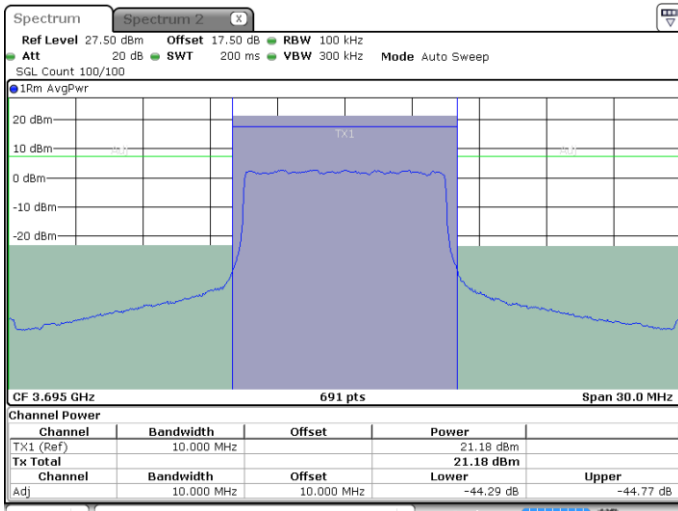 Spectrum Spectrum 2 X
Ref Level 27.50 dBm Offset 17.50 dB RBW 100 kHz
Att 20 dB SWT 200 ms VBW 300 kHz Mode Auto Sweep
SGL Count 100/100
1Rm AvgPwr
20 dBm
TX1
10 dBm
Adj Adj
0 dBm
-10 dBm
-20 dBm
CF 3.695 GHz 691 pts Span 30.0 MHz
Channel Power
Channel Bandwidth Offset Power
TX1 (Ref) 10.000 MHz 21.18 dBm
Tx Total 21.18 dBm
Channel Bandwidth Offset Lower Upper
Adj 10.000 MHz 10.000 MHz -44.29 dB -44.77 dB